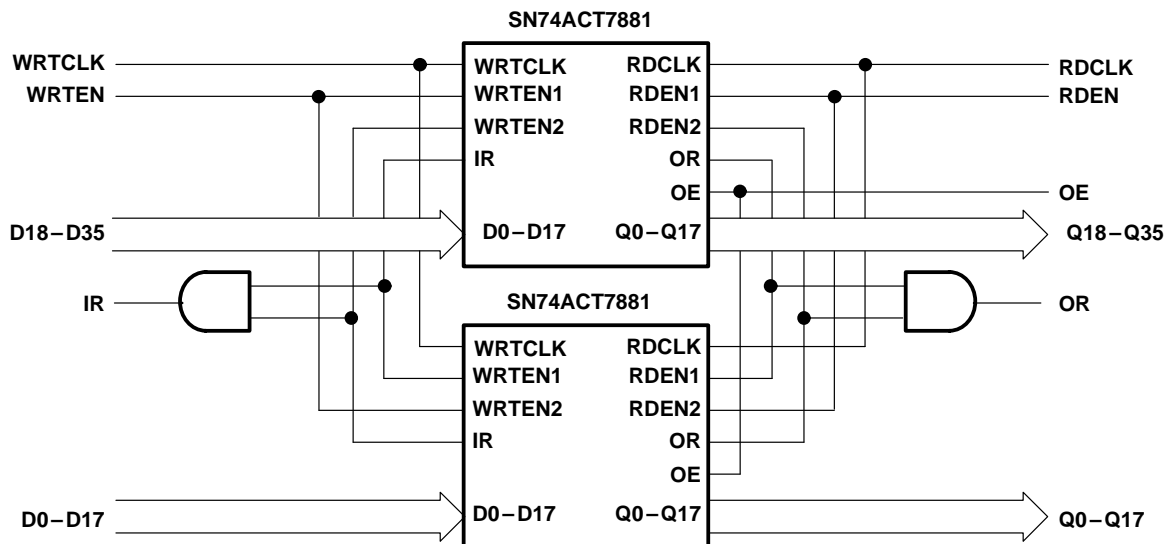 SN74ACT7881
WRTCLK
WRTEN
WRTCLK RDCLK
WRTEN1 RDEN1
WRTEN2 RDEN2
IR OR
OE
D0–D17 Q0–Q17
RDCLK
RDEN
OE
D18–D35
Q18–Q35
IR
OR
SN74ACT7881
WRTCLK RDCLK
WRTEN1 RDEN1
WRTEN2 RDEN2
IR OR
OE
D0–D17 Q0–Q17
D0–D17
Q0–Q17